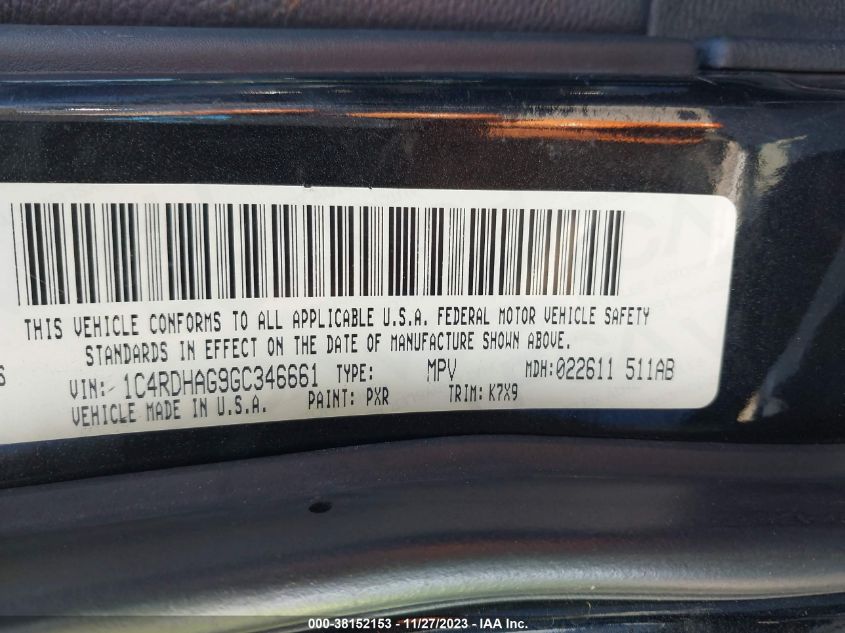 THIS VEHICLE CONFORMS TO ALL APPLICABLE U.S.A. FEDERAL MOTOR VEHICLE SAFETY
STANDARDS IN EFFECT ON THE DATE OF MANUFACTURE SHOWN ABOVE.
VIN: 1C4RDHAG9GC346661 TYPE: MPV MDH:022611 511AB
VEHICLE MADE IN U.S.A. PAINT: PXR TRIM: K7X9
000-38152153 - 11/27/2023 - IAA Inc.